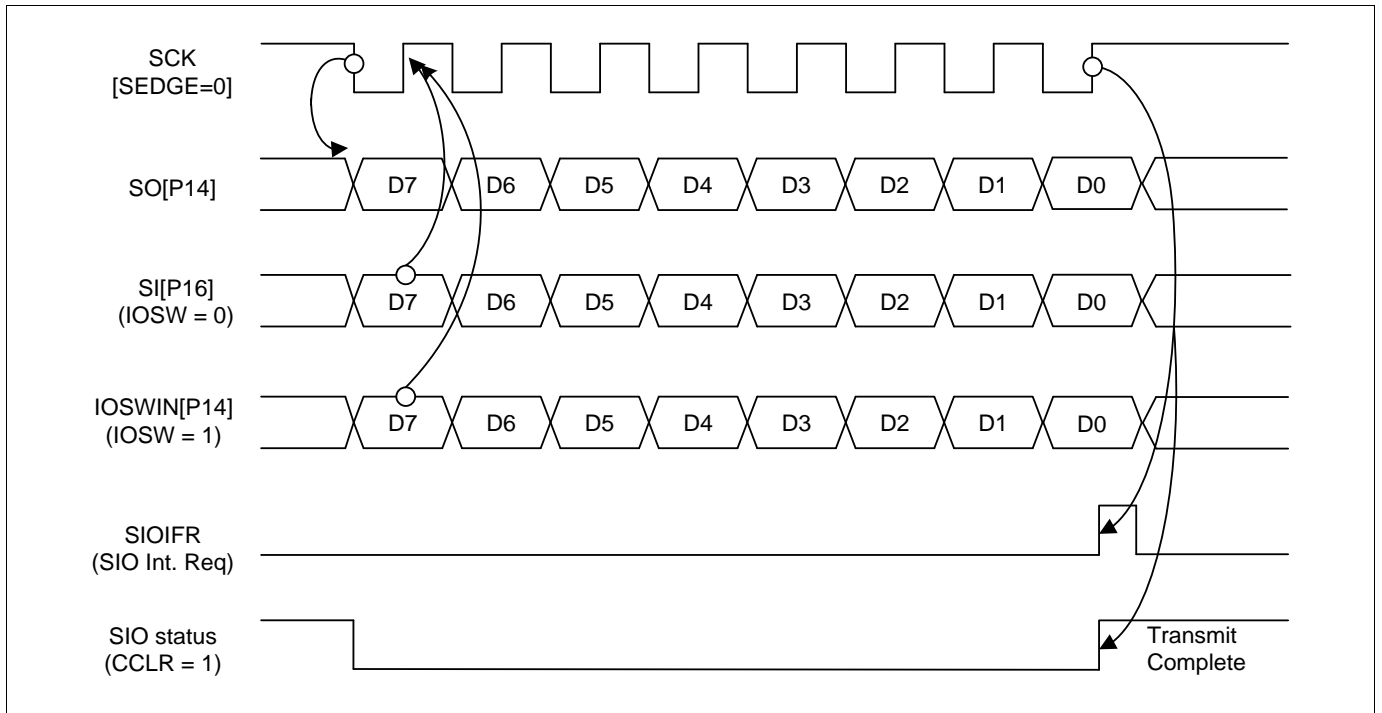 SCK
[SEDGE=0]
SO[P14]
D7 D6 D5 D4 D3 D2 D1 D0
SI[P16]
(IOSW = 0)
D7 D6 D5 D4 D3 D2 D1 D0
IOSWIN[P14]
(IOSW = 1)
D7 D6 D5 D4 D3 D2 D1 D0
SIOIFR
(SIO Int. Req)
SIO status
(CCLR = 1)
Transmit
Complete